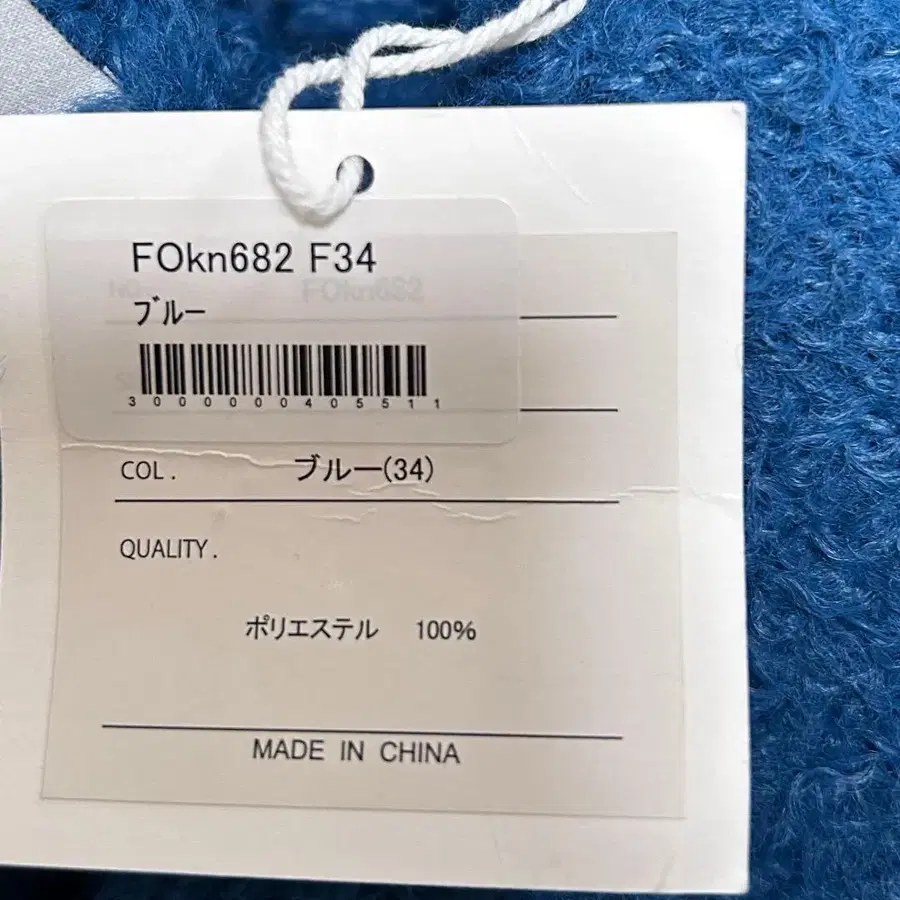 FOkn682 F34
No. FOkn682
ブルー
3000000405511
COL. ブルー(34)
QUALITY.
ポリエステル 100%
MADE IN CHINA